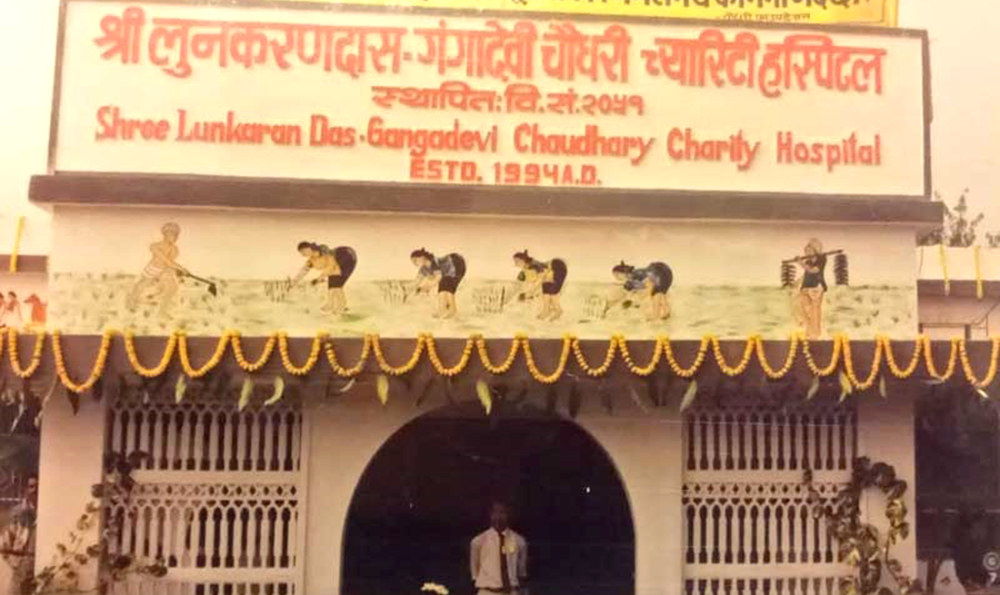 श्री लुनकरणदास-गंगादेवी चौधरी च्यारिटी हस्पिटल
स्थापित: वि.सं.२०५१
Shree Lunkaran Das-Gangadevi Chaudhary Charity Hospital
ESTD. 1994 A.D.